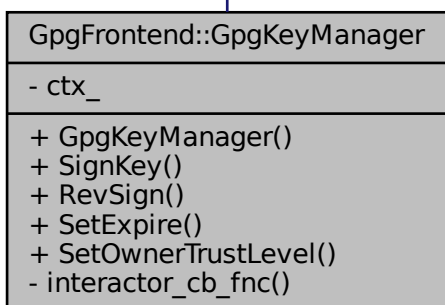 GpgFrontend::GpgKeyManager
- ctx_
+ GpgKeyManager()
+ SignKey()
+ RevSign()
+ SetExpire()
+ SetOwnerTrustLevel()
- interactor_cb_fnc()